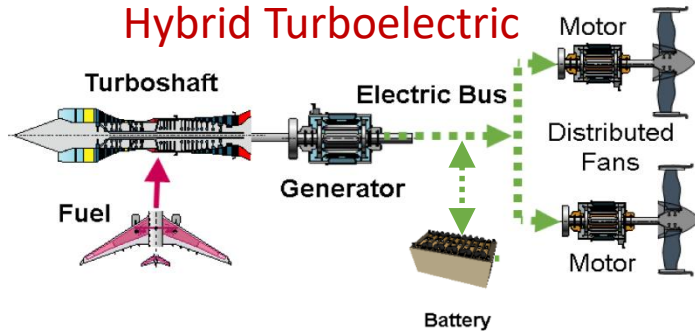 Hybrid Turboelectric
Motor
Turboshaft
Electric Bus
Distributed
Fans
Generator
Fuel
Motor
Battery